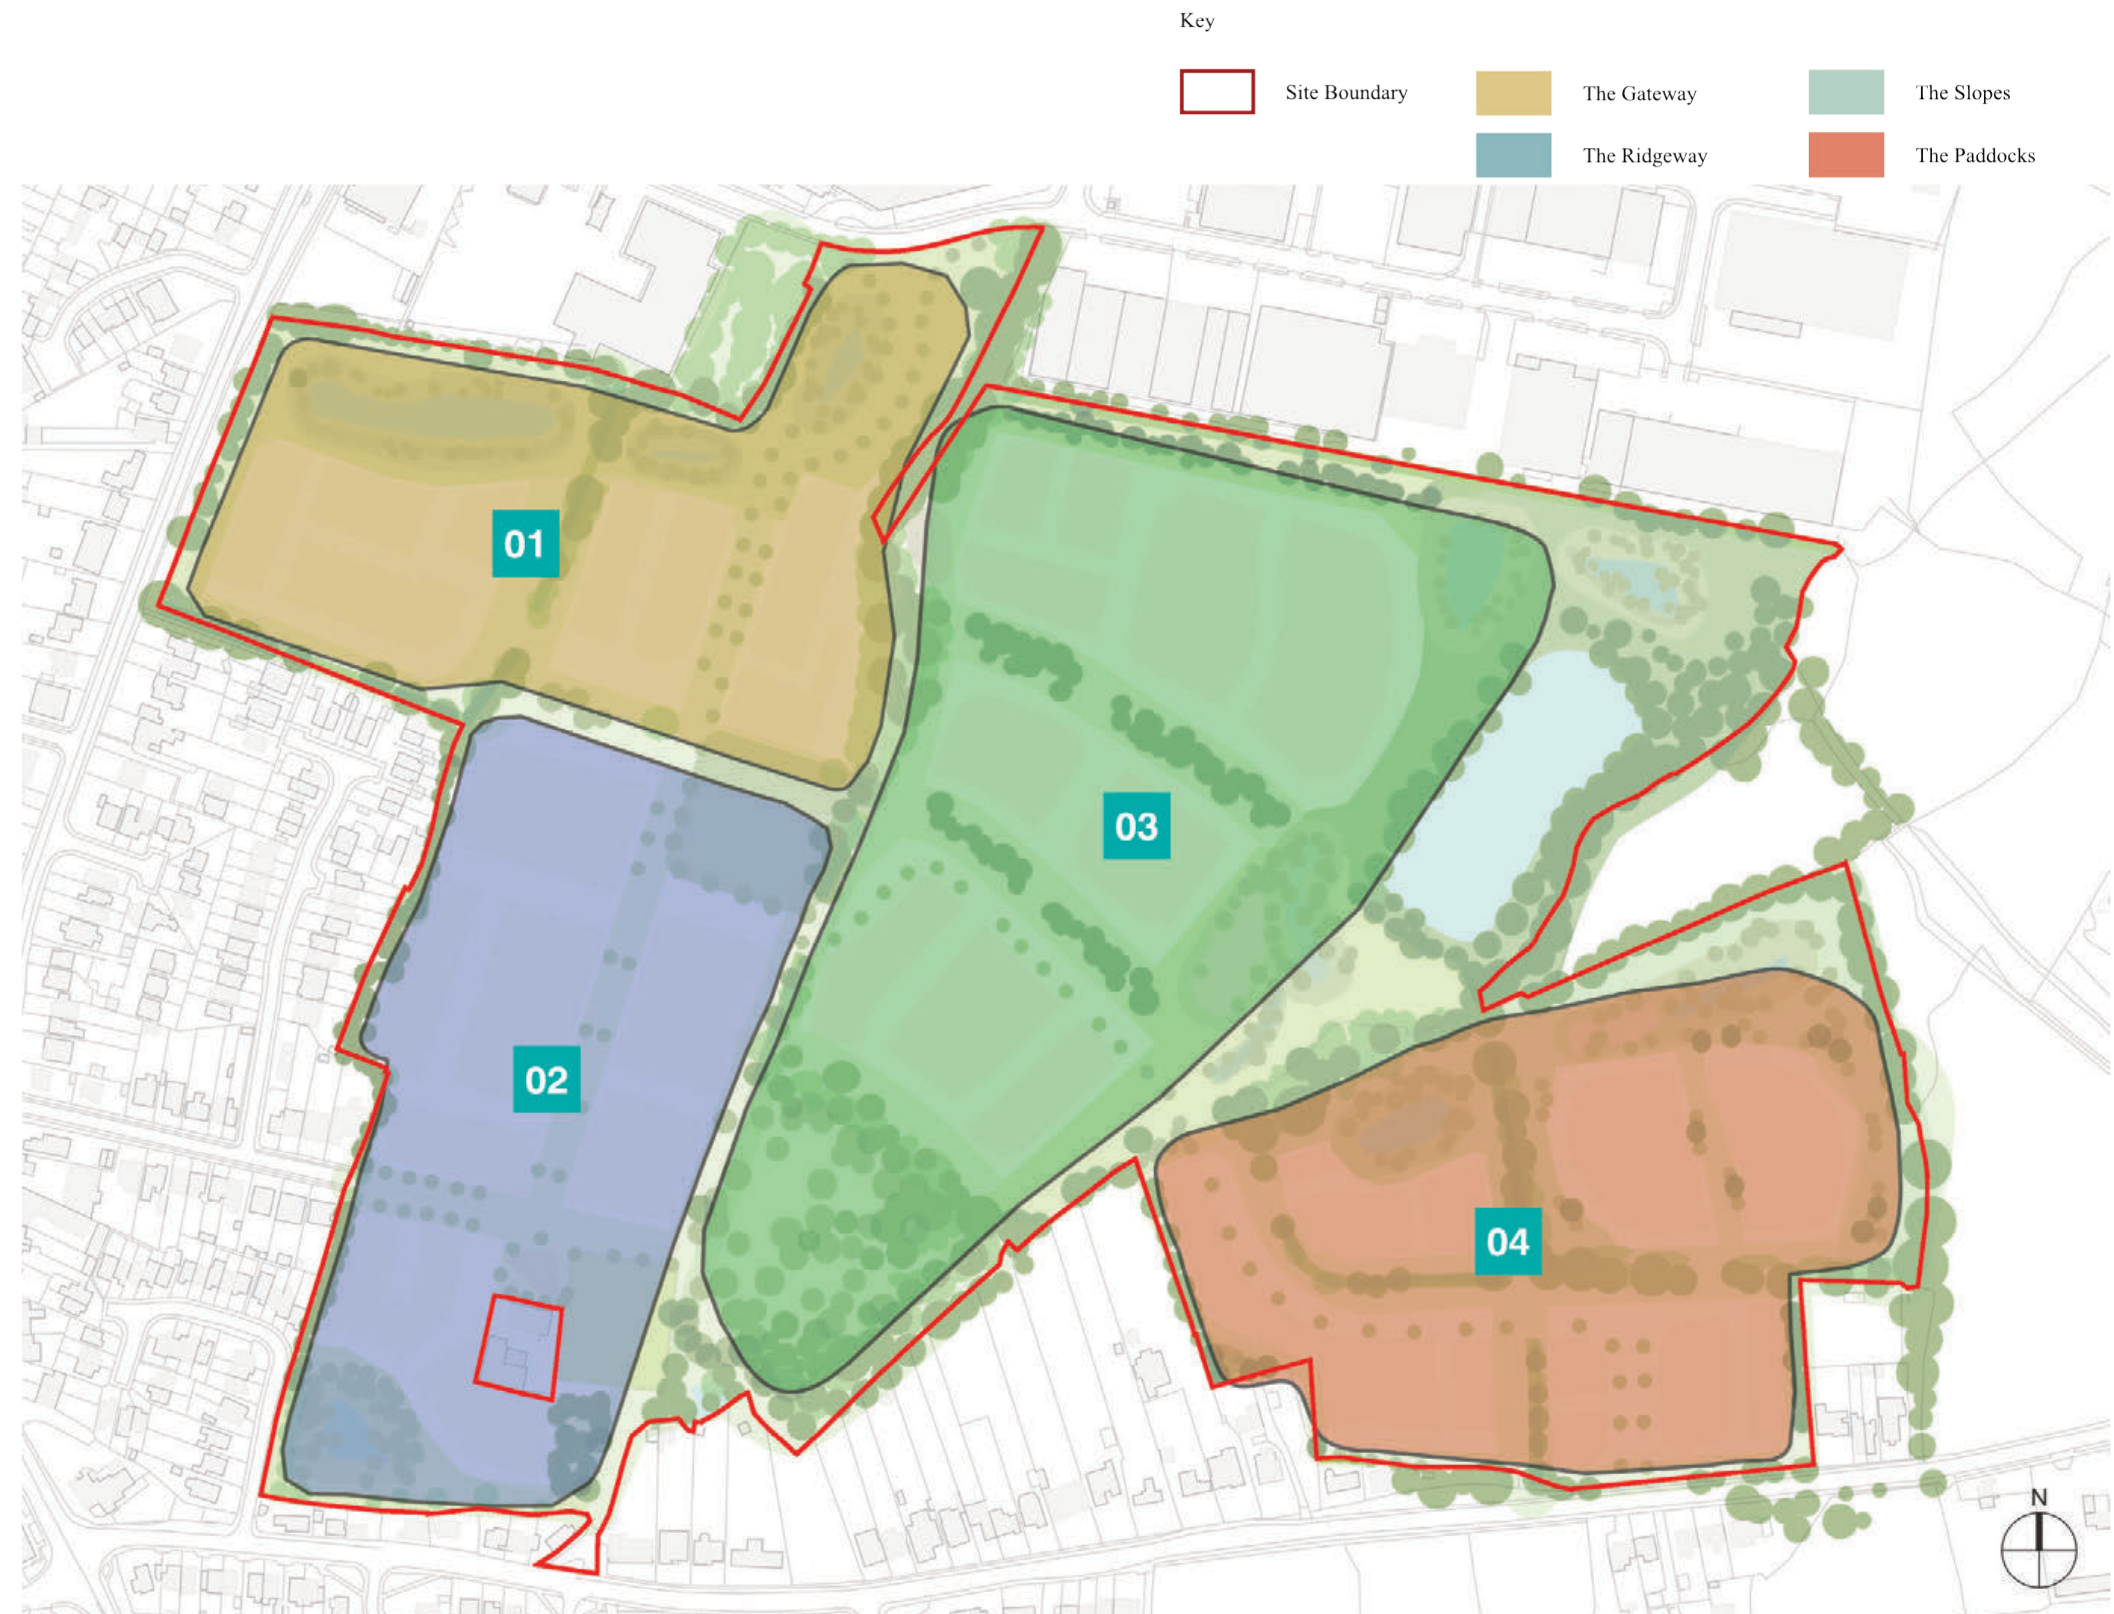 Key
Site Boundary
The Gateway
The Slopes
The Ridgeway
The Paddocks
01
02
03
04
N